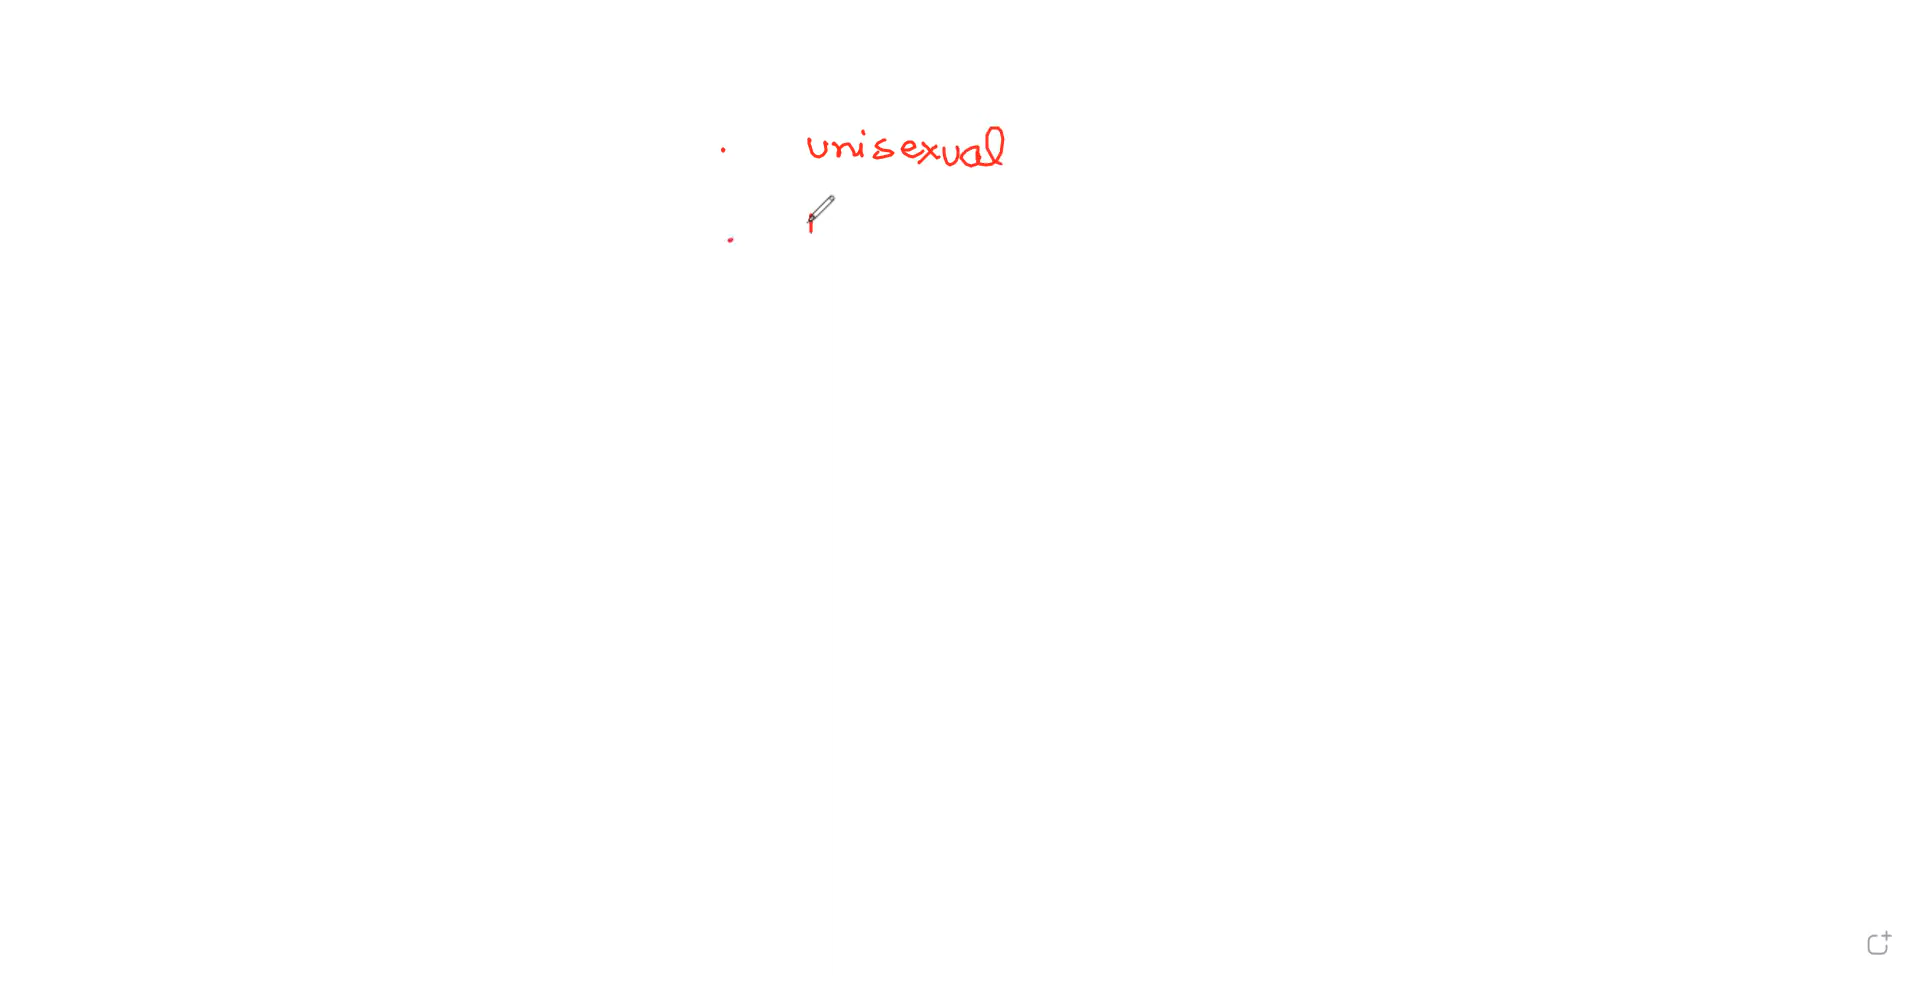 . unisexual
.